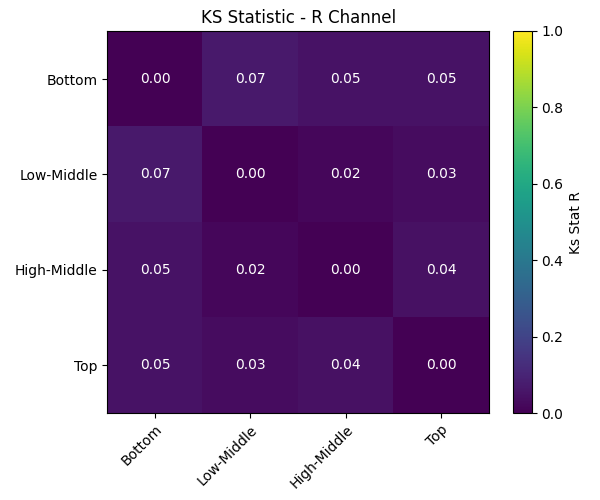 KS Statistic - R Channel
Bottom 0.00 0.07 0.05 0.05
Low-Middle 0.07 0.00 0.02 0.03
High-Middle 0.05 0.02 0.00 0.04
Top 0.05 0.03 0.04 0.00
Bottom Low-Middle High-Middle Top
1.0
0.8
0.6
0.4
0.2
0.0
Ks Stat R